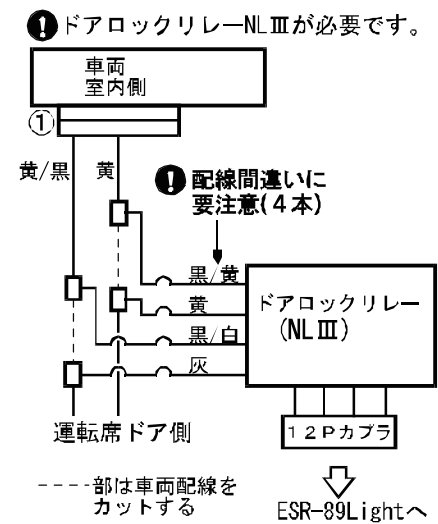 ! ドアロックリレーNLⅢが必要です。
車両
室内側
①
黄/黒 黄
! 配線間違いに
要注意(4本)
黒/黄
黄
黒/白
灰
ドアロックリレー
(NLⅢ)
運転席ドア側
12Pカプラ
----部は車両配線を
カットする
ESR-89Lightへ